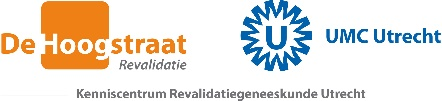 De Hoogstraat
Revalidatie
UMC Utrecht
Kenniscentrum Revalidatiegeneeskunde Utrecht